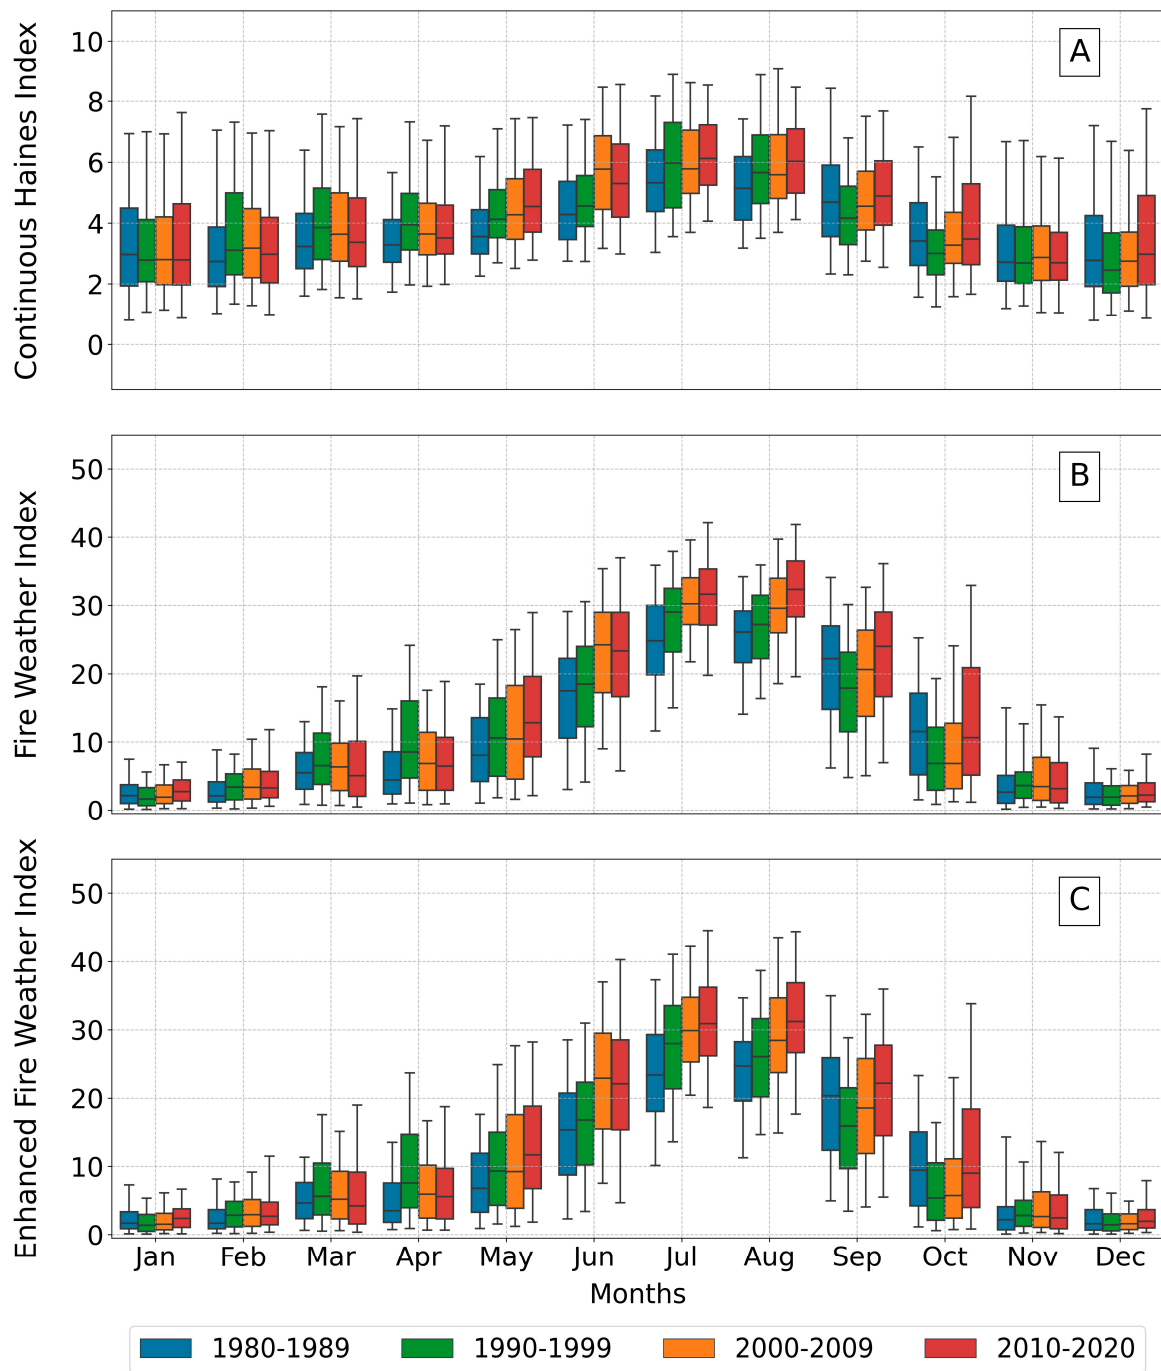 A
Continuous Haines Index
10
8
6
4
2
0
B
Fire Weather Index
50
40
30
20
10
0
C
Enhanced Fire Weather Index
50
40
30
20
10
0
Jan Feb Mar Apr May Jun Jul Aug Sep Oct Nov Dec
Months
1980-1989 1990-1999 2000-2009 2010-2020